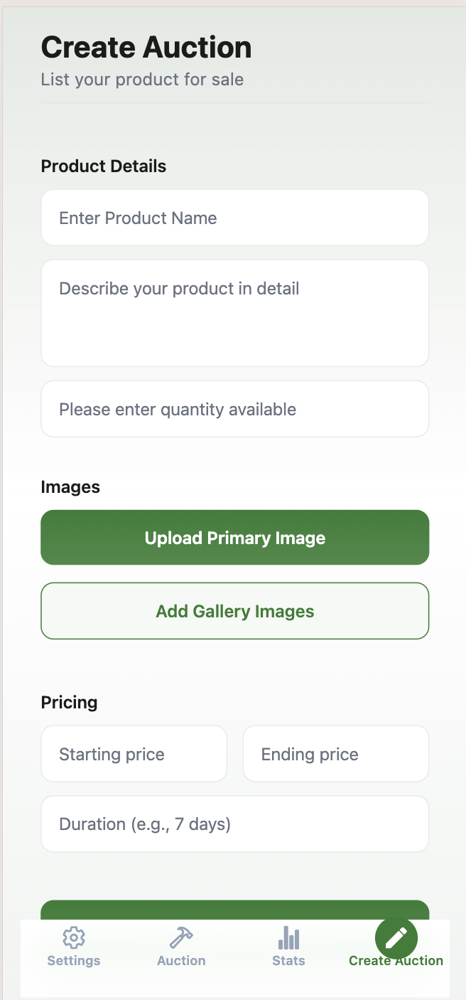 Create Auction
List your product for sale
Product Details
Enter Product Name
Describe your product in detail
Please enter quantity available
Images
Upload Primary Image
Add Gallery Images
Pricing
Starting price
Ending price
Duration (e.g., 7 days)
Settings
Auction
Stats
Create Auction